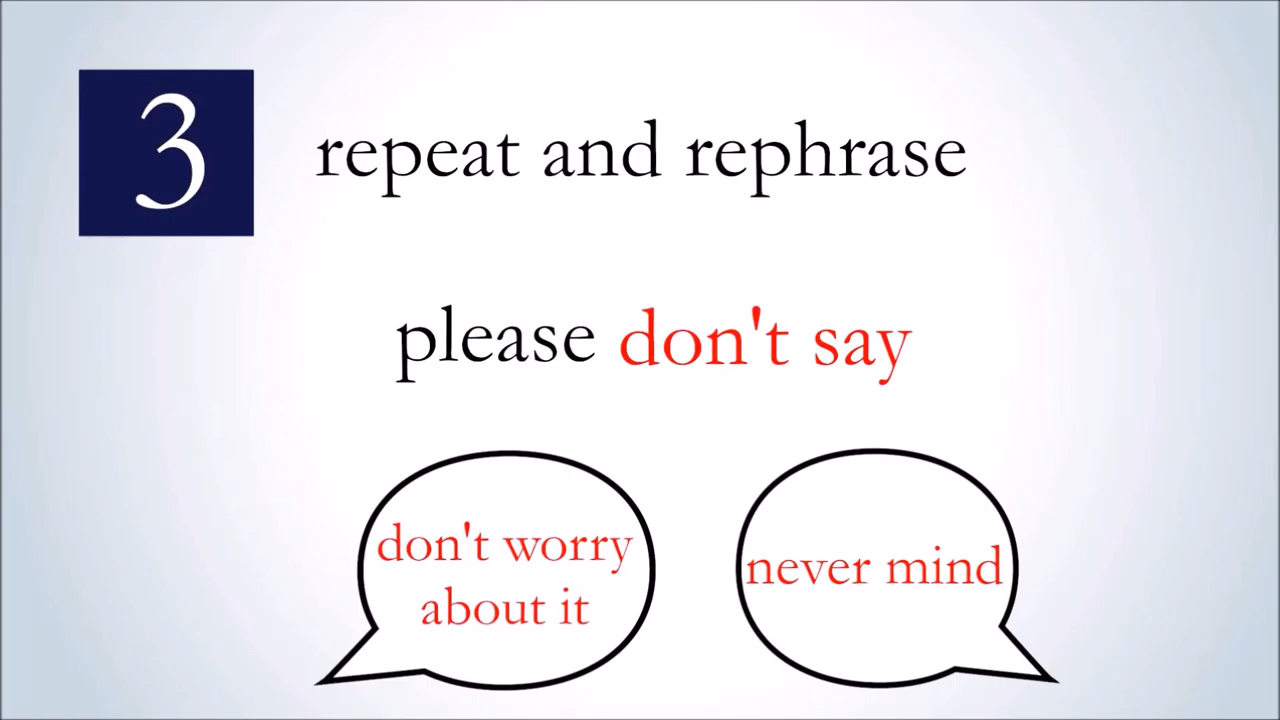 3
repeat and rephrase
please don't say
don't worry
about it
never mind